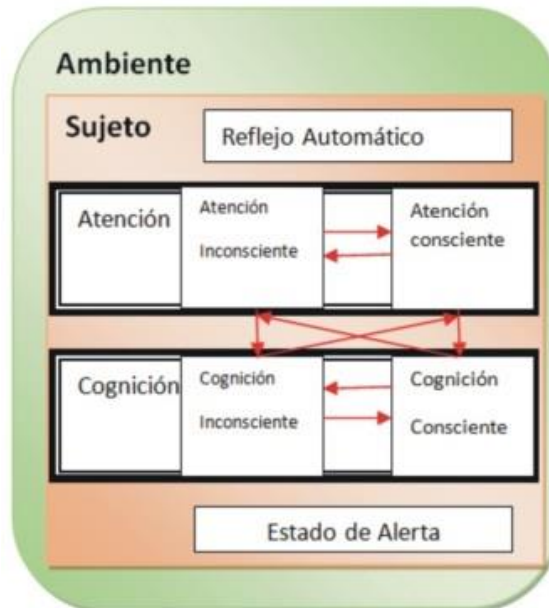 Ambiente
Sujeto
Reflejo Automático
Atención
Atención
Inconsciente
Atención
consciente
Cognición
Cognición
Inconsciente
Cognición
Consciente
Estado de Alerta